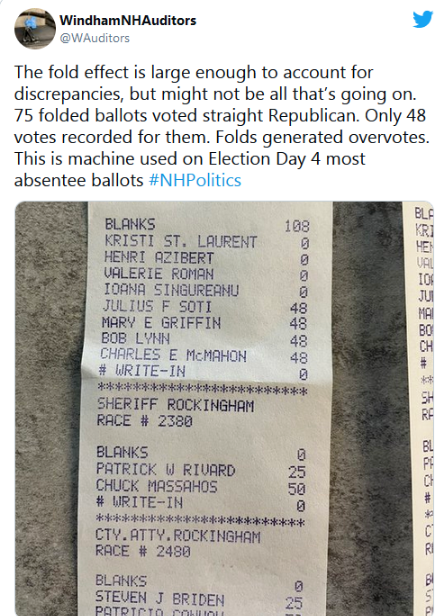 WindhamNHAuditors
@WAuditors
The fold effect is large enough to account for
discrepancies, but might not be all that's going on.
75 folded ballots voted straight Republican. Only 48
votes recorded for them. Folds generated overvotes.
This is machine used on Election Day 4 most
absentee ballots #NHPolitics
BLANKS 108
KRISTI ST. LAURENT 0
HENRI AZIBERT 0
VALERIE ROMAN 0
IOANA SINGUREANU 0
JULIUS F SOTI 48
MARY E GRIFFIN 48
BOB LYNN 48
CHARLES E McMAHON 48
# WRITE-IN 0
**************************
SHERIFF ROCKINGHAM
RACE # 2380
BLANKS 0
PATRICK W RIVARD 25
CHUCK MASSAHOS 50
# WRITE-IN 0
**************************
CTY.ATTY.ROCKINGHAM
RACE # 2480
BLANKS 0
STEVEN J BRIDEN 25
PATRICIA CONWAY